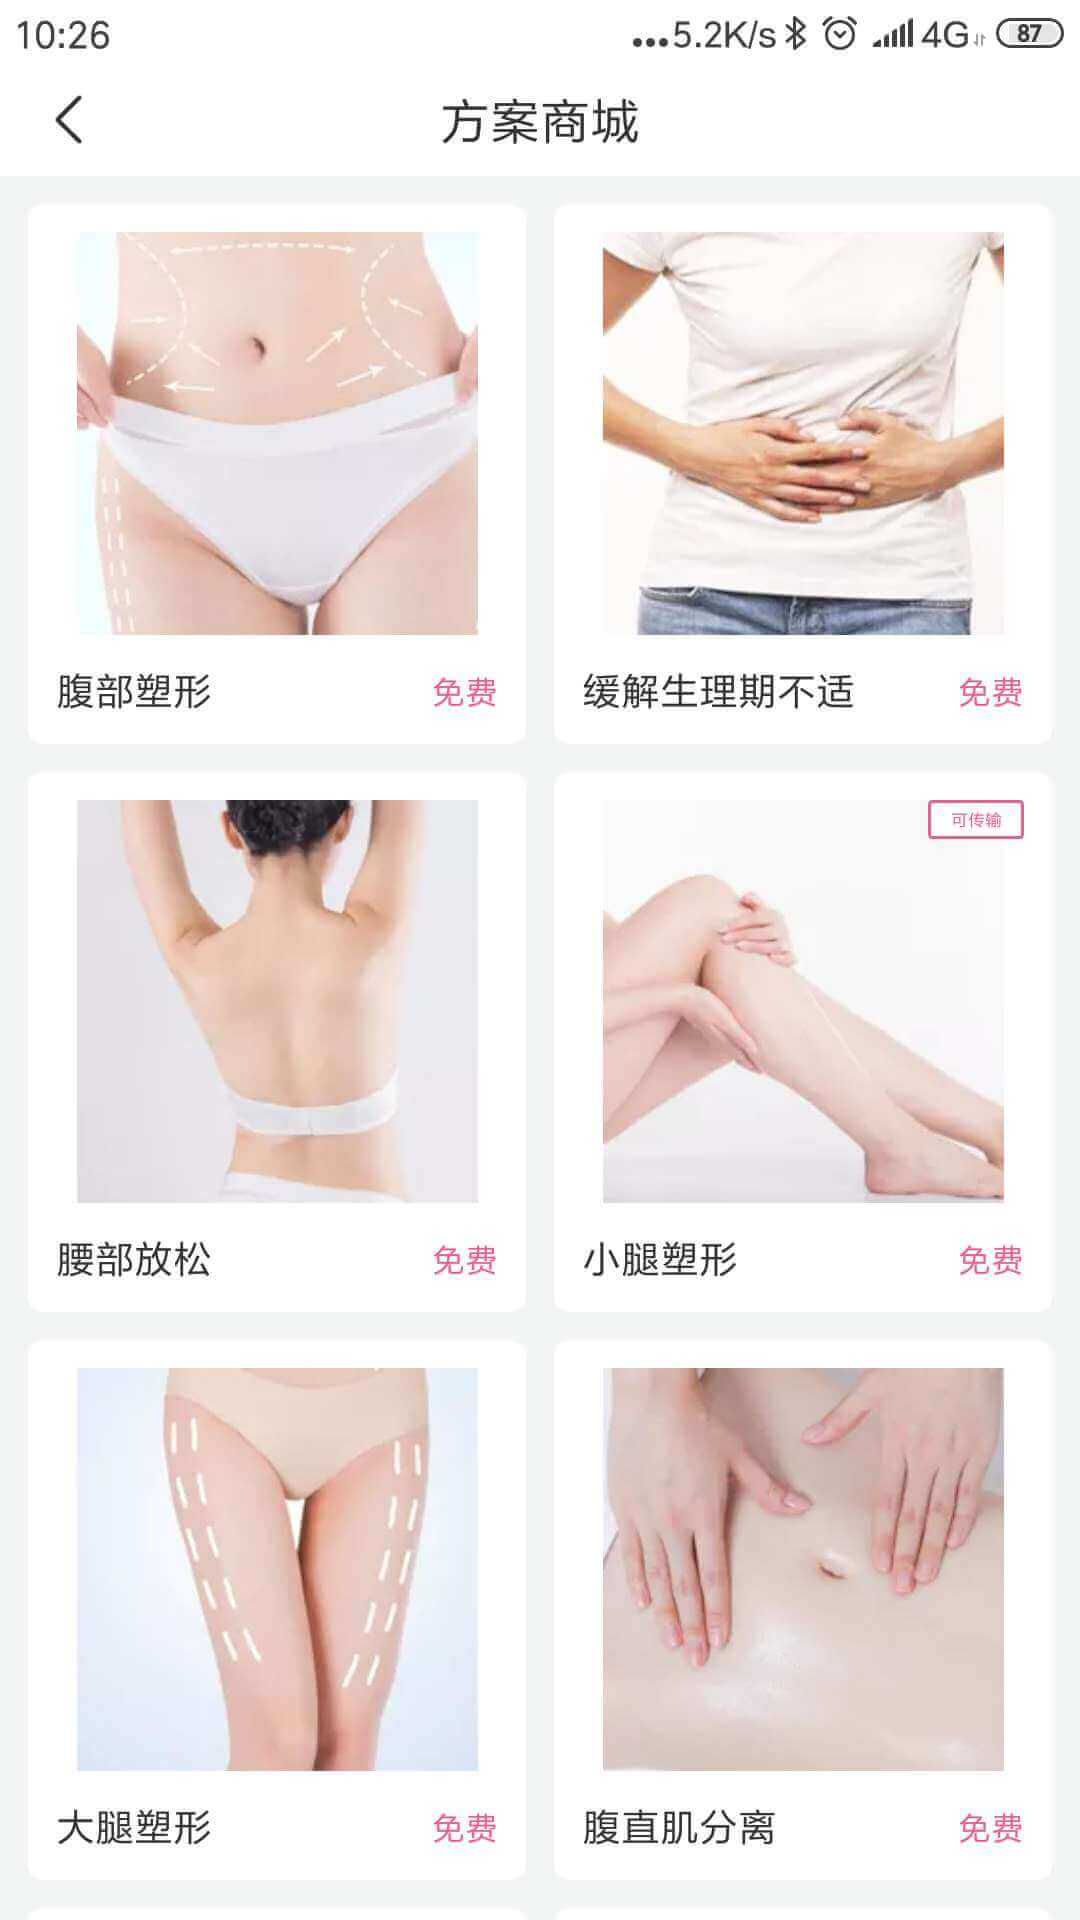 10:26
...5.2K/s 4G 87
方案商城
腹部塑形 免费
缓解生理期不适 免费
可传输
腰部放松 免费
小腿塑形 免费
大腿塑形 免费
腹直肌分离 免费